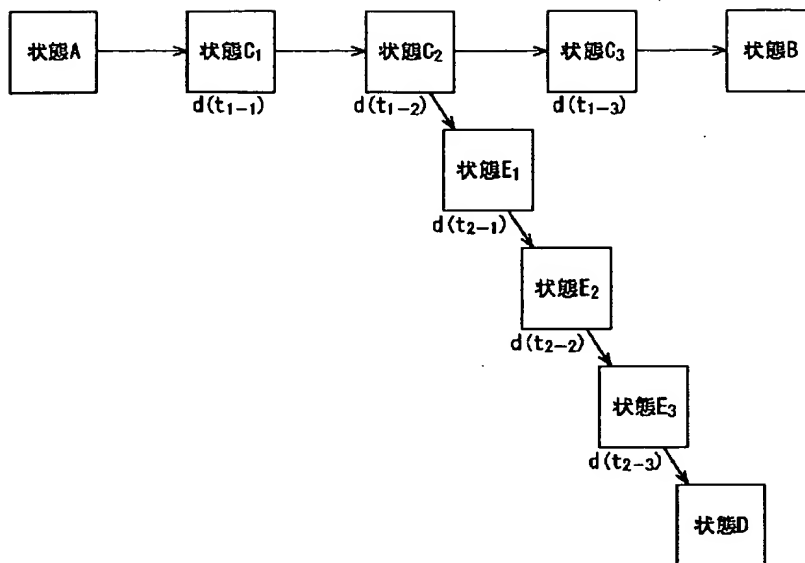 状態A
状態C₁
状態C₂
状態C₃
状態B
d(t₁₋₁)
d(t₁₋₂)
d(t₁₋₃)
状態E₁
d(t₂₋₁)
状態E₂
d(t₂₋₂)
状態E₃
d(t₂₋₃)
状態D